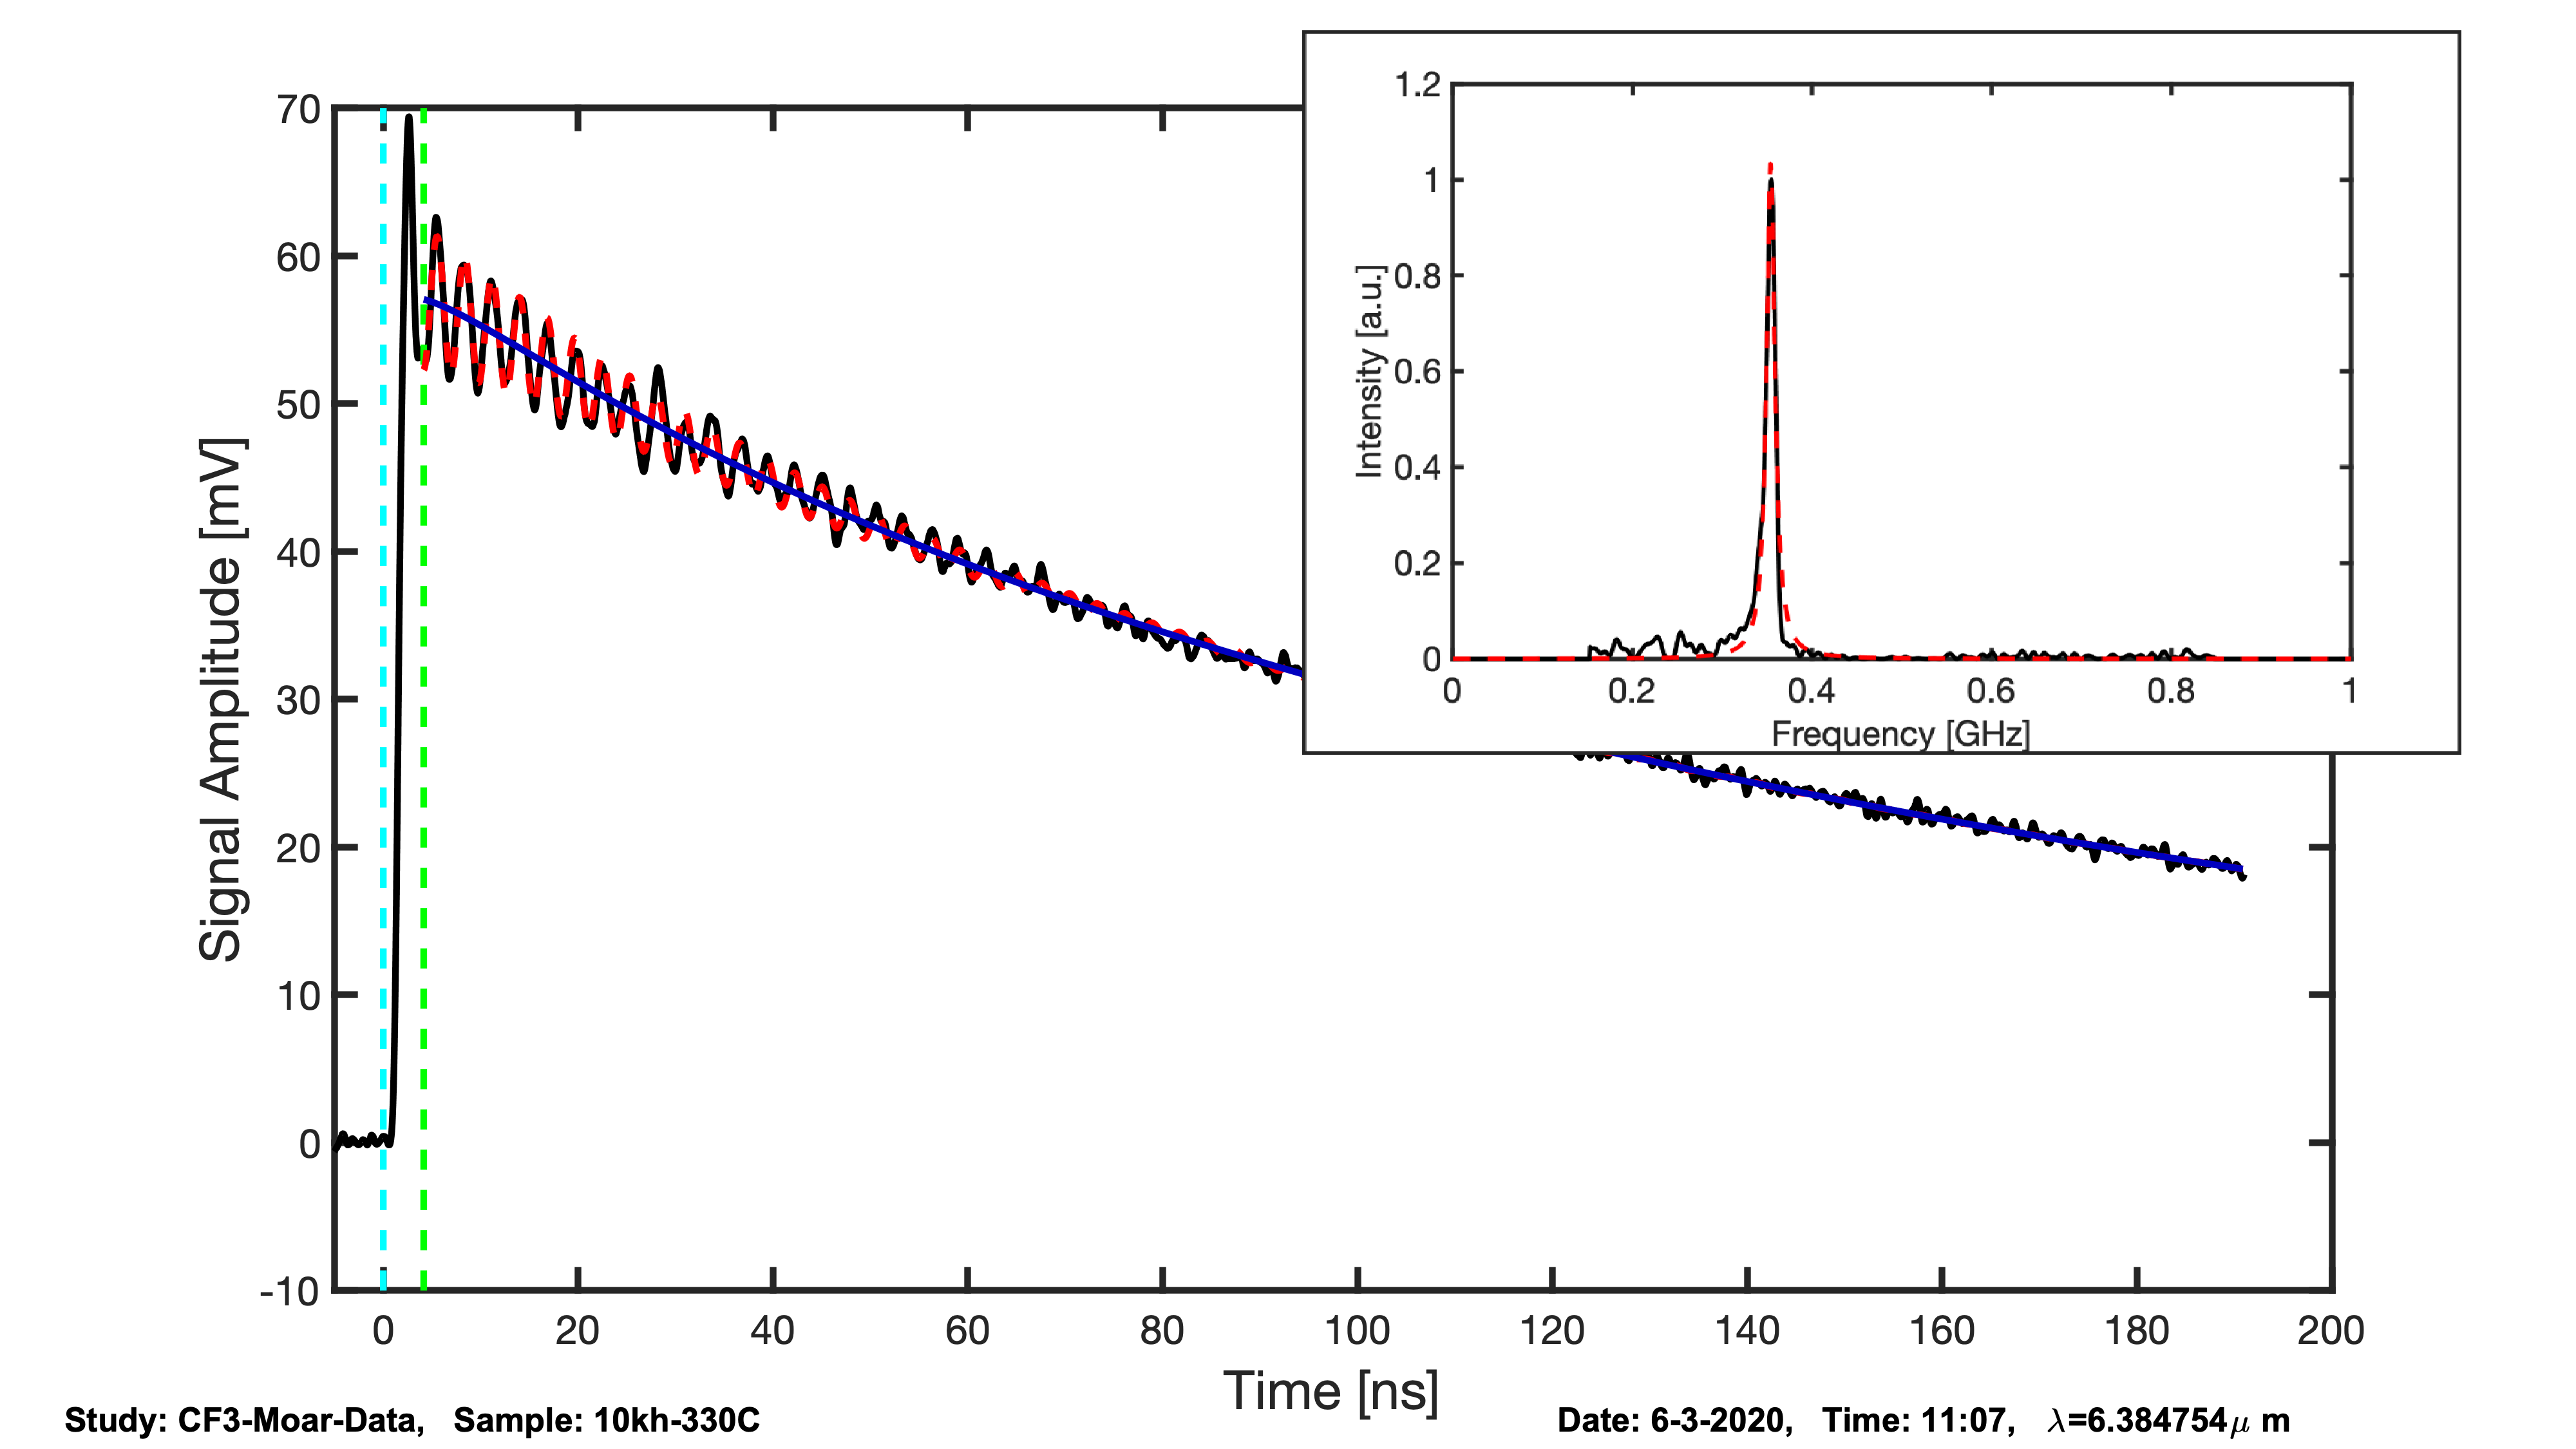 1.2
1
0.8
0.6
0.4
0.2
0
Intensity [a.u.]
0 0.2 0.4 0.6 0.8 1
Frequency [GHz]
70
60
50
40
30
20
10
0
-10
Signal Amplitude [mV]
0 20 40 60 80 100 120 140 160 180 200
Time [ns]
Study: CF3-Moar-Data, Sample: 10kh-330C
Date: 6-3-2020, Time: 11:07, λ=6.384754μ m